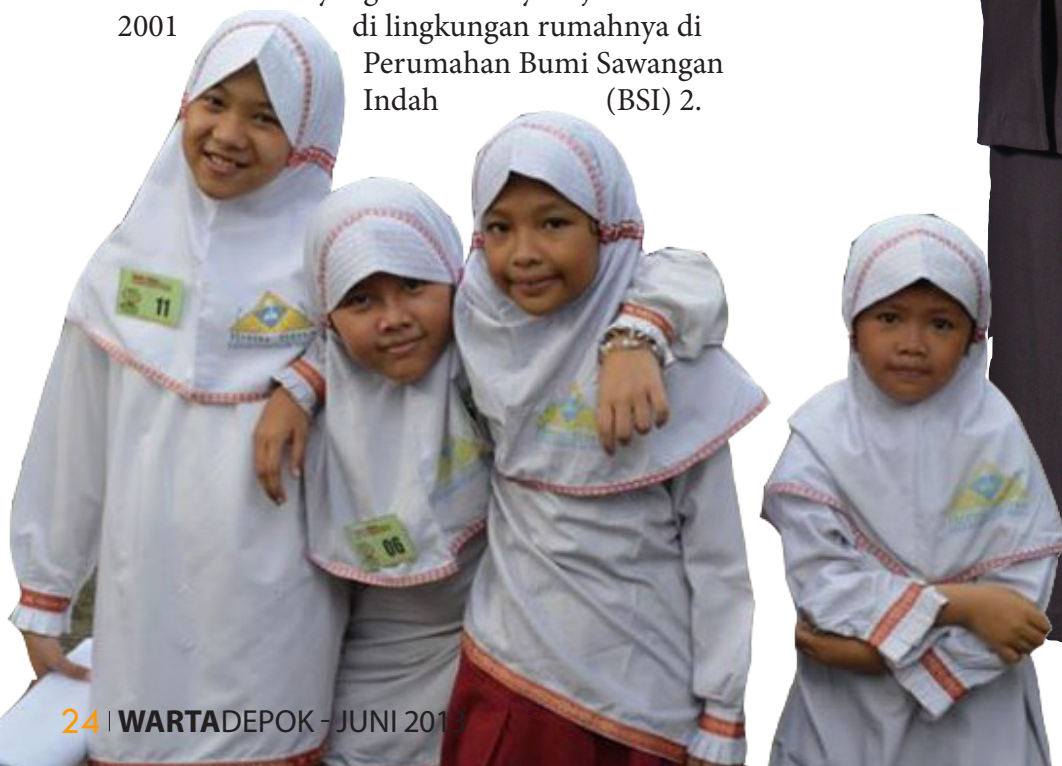 2001 di lingkungan rumahnya di
Perumahan Bumi Sawangan
Indah (BSI) 2.
11
06
24 | WARTADEPOK - JUNI 201